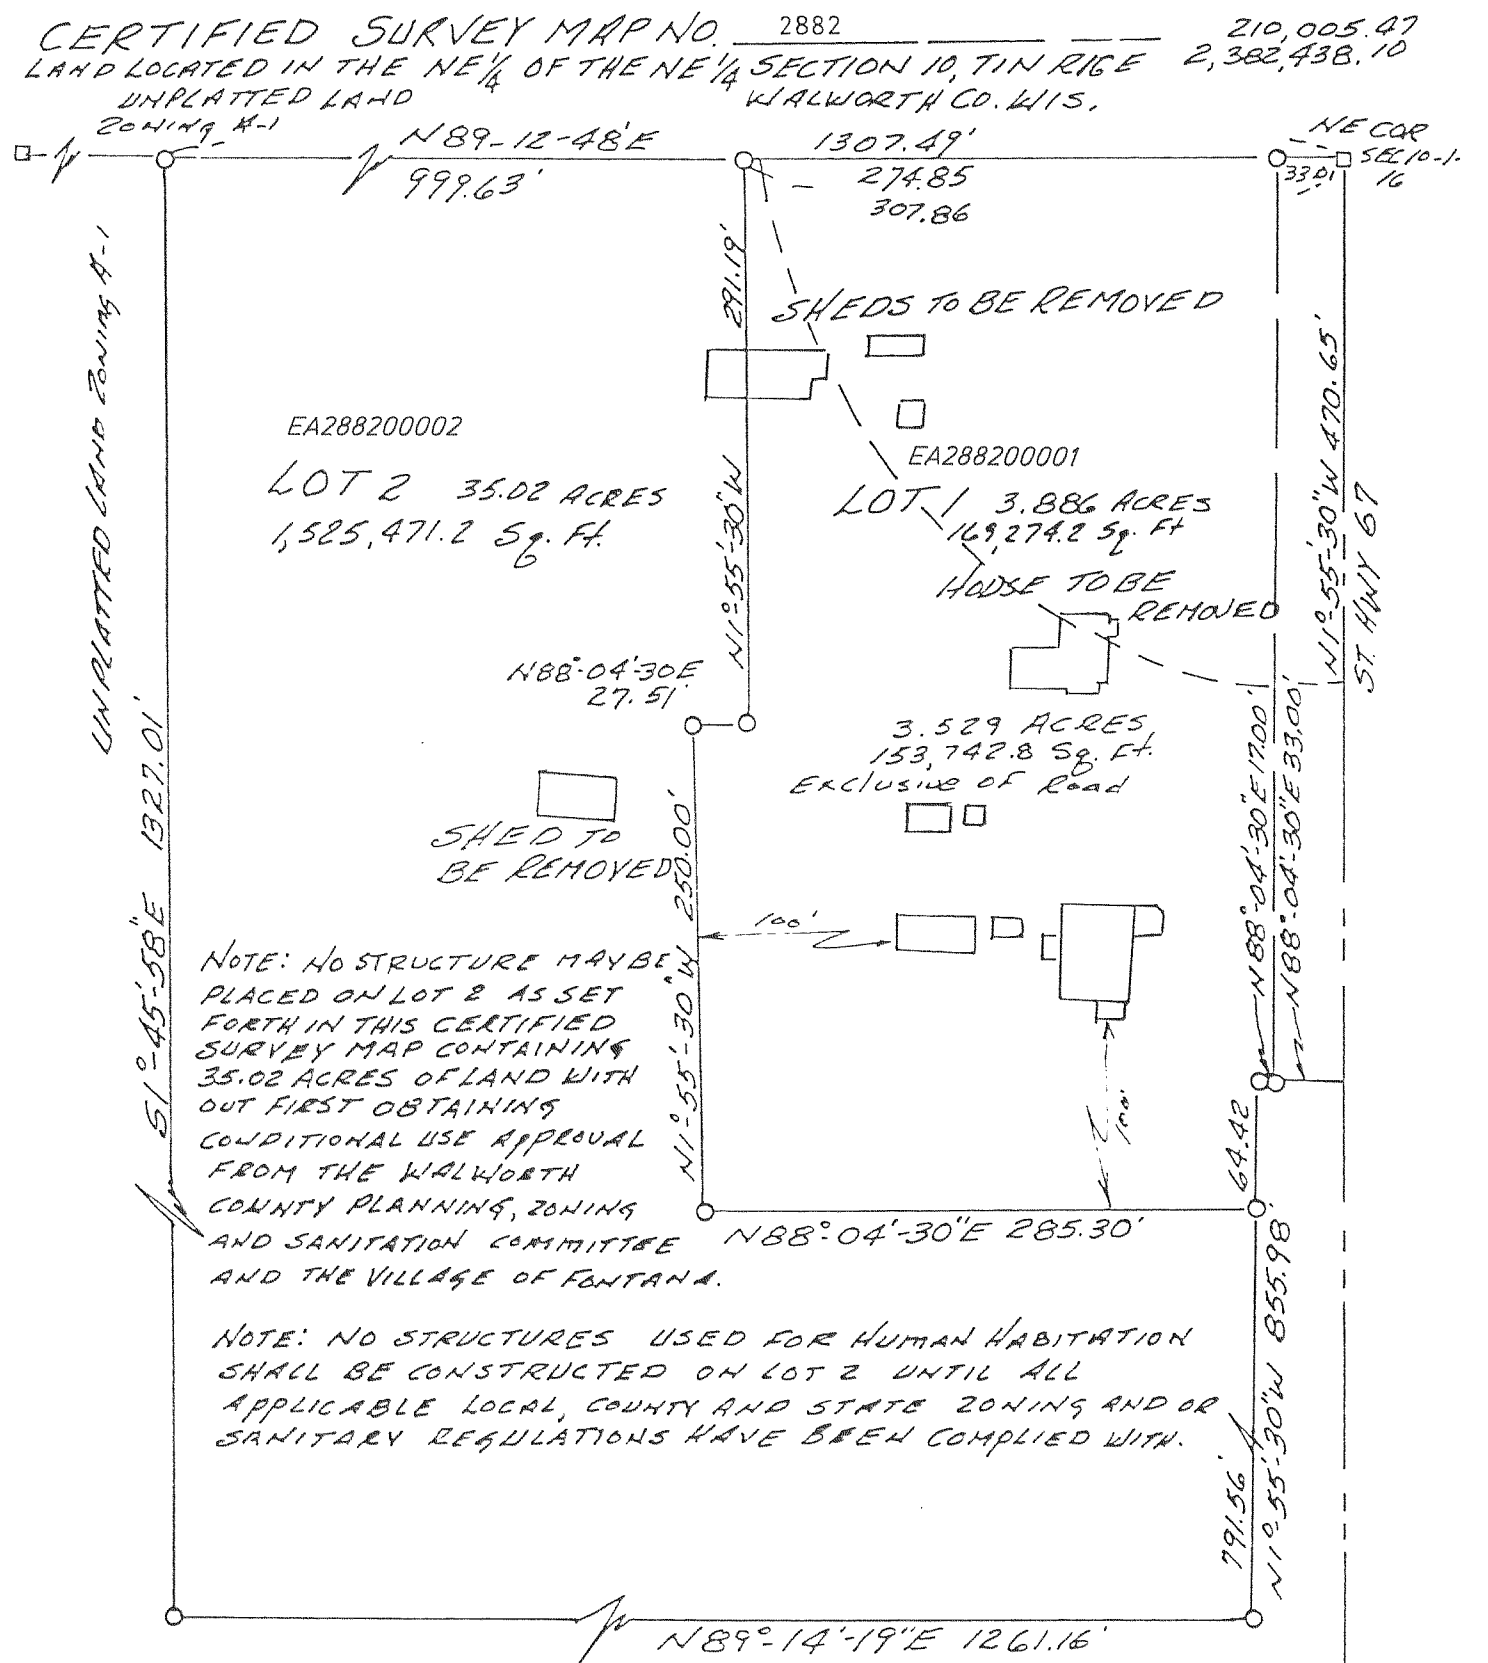 CERTIFIED SURVEY MAP NO. 2882
210,005.47
2,382,438.10
LAND LOCATED IN THE NE 1/4 OF THE NE 1/4 SECTION 10, T1N R16E
WALWORTH CO. WIS.
UNPLATTED LAND
ZONING A-1
N89-12-48'E 1307.49'
999.63'
274.85
307.86
33.01
NE COR
SEC 10-1-
16
UNPLATTED LAND ZONING A-1
291.19'
SHEDS TO BE REMOVED
N1°-55'-30"W 470.65'
ST. HWY 67
EA288200002
LOT 2 35.02 ACRES
1,525,471.2 Sq. Ft.
EA288200001
LOT 1 3.886 ACRES
169,274.2 Sq. Ft
HOUSE TO BE
REMOVED
N1°-55'-30"W
N88°-04'-30E
27.51'
3.529 ACRES
153,742.8 Sq. Ft.
Exclusive OF Road
N88°-04'-30"E 17.00'
N88°-04'-30"E 33.00'
S1°-45'-58"E 1327.01'
SHED TO
BE REMOVED
N1°-55'-30"W 250.00'
100'
100'
NOTE: NO STRUCTURE MAY BE
PLACED ON LOT 2 AS SET
FORTH IN THIS CERTIFIED
SURVEY MAP CONTAINING
35.02 ACRES OF LAND WITH
OUT FIRST OBTAINING
CONDITIONAL USE APPROVAL
FROM THE WALWORTH
COUNTY PLANNING, ZONING
AND SANITATION COMMITTEE
AND THE VILLAGE OF FONTANA.
64.42
N88°-04'-30"E 285.30'
N1°-55'-30"W 855.98'
791.56'
NOTE: NO STRUCTURES USED FOR HUMAN HABITATION
SHALL BE CONSTRUCTED ON LOT 2 UNTIL ALL
APPLICABLE LOCAL, COUNTY AND STATE ZONING AND OR
SANITARY REGULATIONS HAVE BEEN COMPLIED WITH.
N89°-14'-19"E 1261.16'